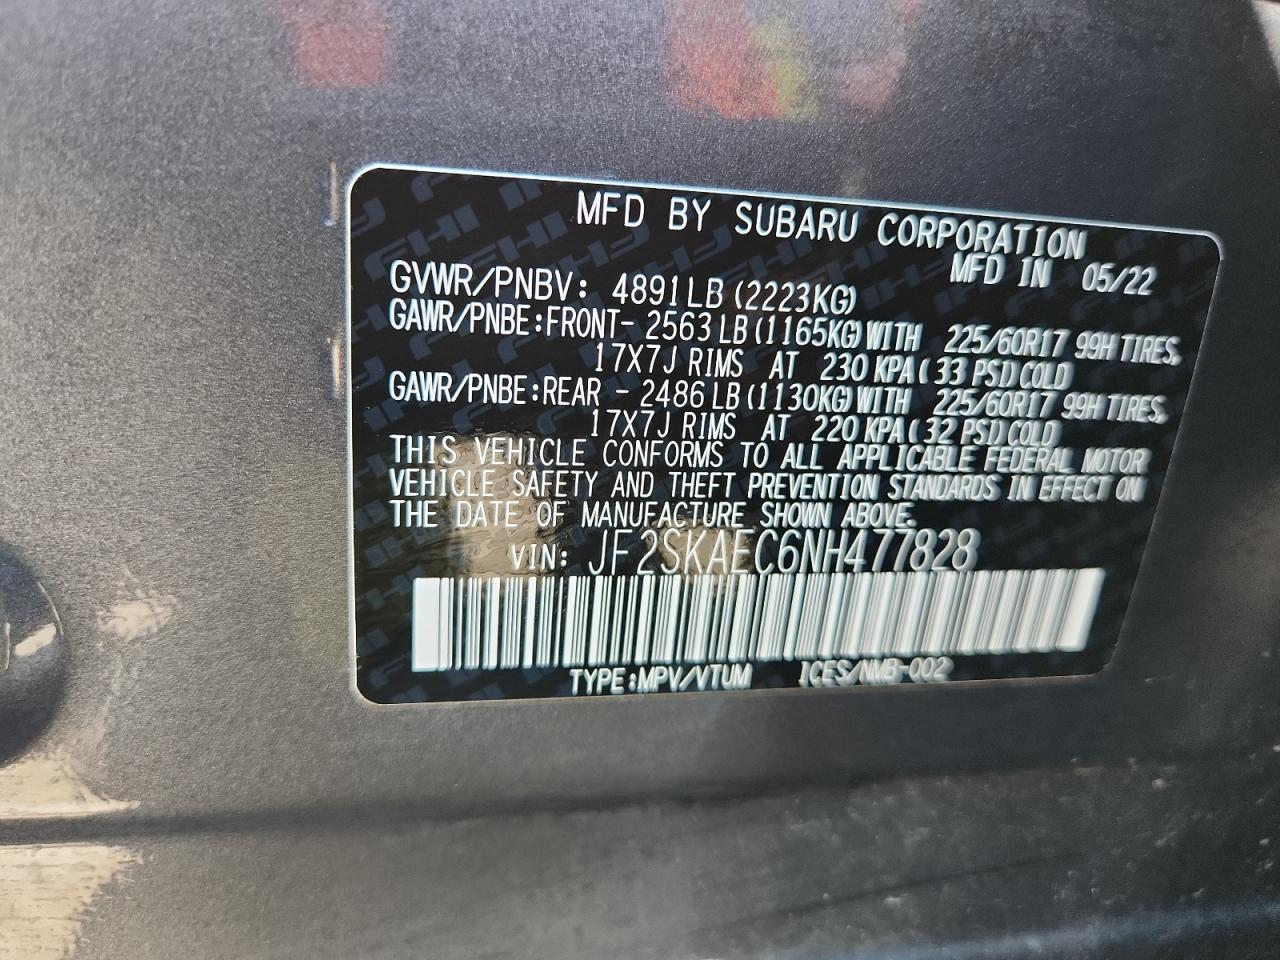 MFD BY SUBARU CORPORATION
MFD IN 05/22
GVWR/PNBV: 4891LB(2223KG)
GAWR/PNBE:FRONT- 2563LB(1165KG)WITH 225/60R17 99H TIRES,
17X7J RIMS AT 230 KPA(33 PSI)COLD
GAWR/PNBE:REAR - 2486LB(1130KG)WITH 225/60R17 99H TIRES,
17X7J RIMS AT 220 KPA(32 PSI)COLD
THIS VEHICLE CONFORMS TO ALL APPLICABLE FEDERAL MOTOR
VEHICLE SAFETY AND THEFT PREVENTION STANDARDS IN EFFECT ON
THE DATE OF MANUFACTURE SHOWN ABOVE.
VIN: JF2SKAEC6NH477828
TYPE:MPV/VTUM ICES/NMB-002